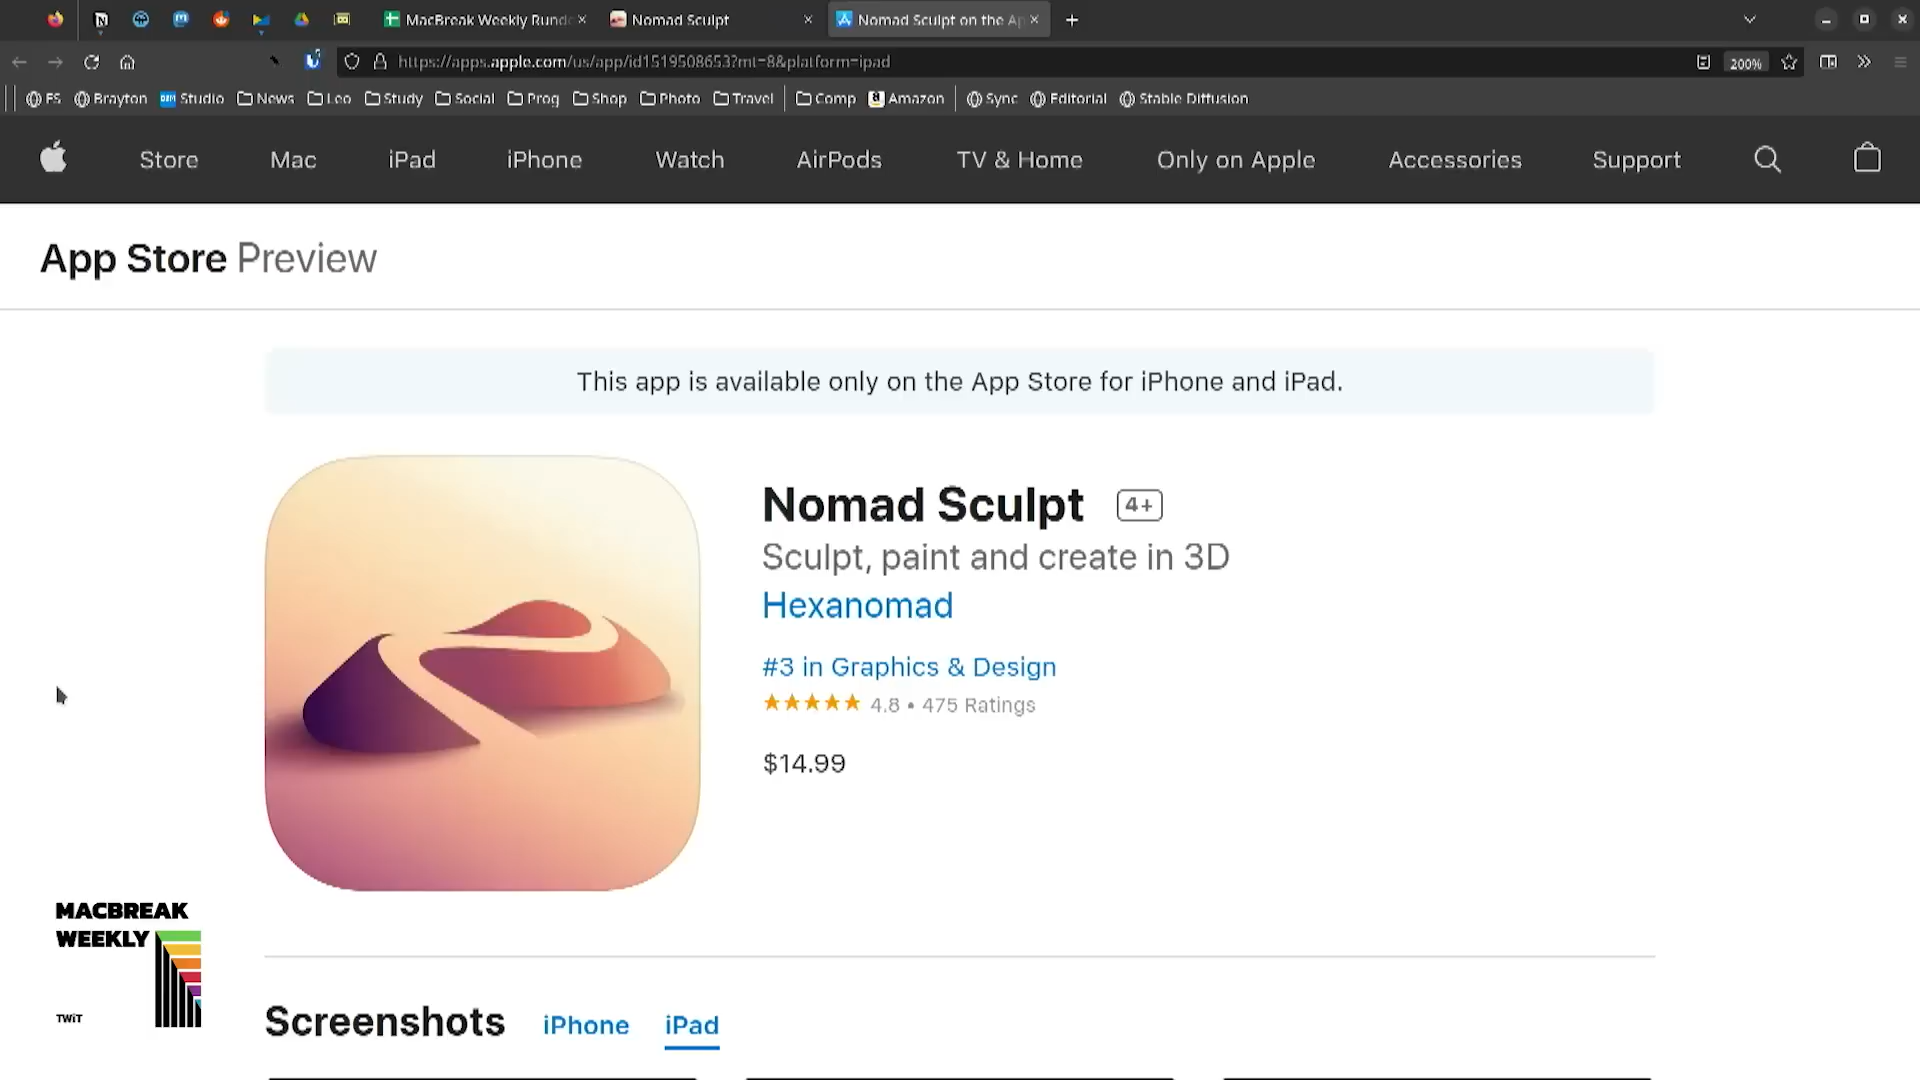 MacBreak Weekly Rund
Nomad Sculpt
Nomad Sculpt on the Ap
https://apps.apple.com/us/app/id1519508653?mt=8&platform=ipad
200%
FS Brayton Studio News Leo Study Social Prog Shop Photo Travel Comp Amazon Sync Editorial Stable Diffusion
Store Mac iPad iPhone Watch AirPods TV & Home Only on Apple Accessories Support
App Store Preview
This app is available only on the App Store for iPhone and iPad.
Nomad Sculpt 4+
Sculpt, paint and create in 3D
Hexanomad
#3 in Graphics & Design
4.8 • 475 Ratings
$14.99
MACBREAK
WEEKLY
TWiT
Screenshots iPhone iPad